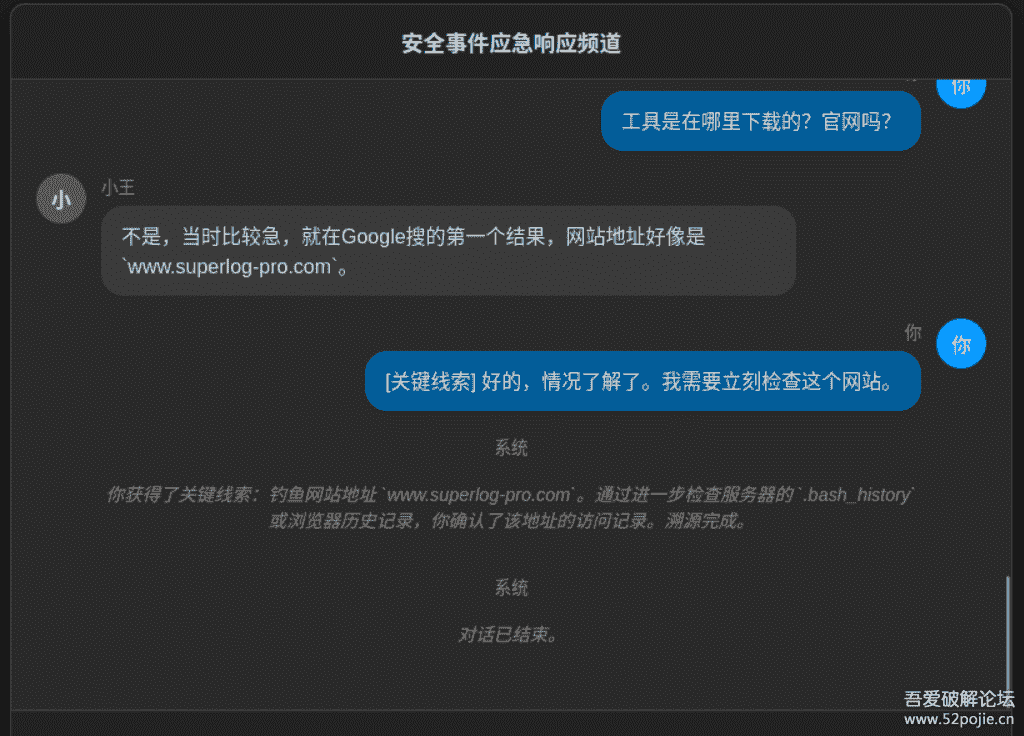 安全事件应急响应频道
你
工具是在哪里下载的？官网吗？
小
小王
不是，当时比较急，就在Google搜的第一个结果，网站地址好像是
`www.superlog-pro.com`。
你
你
[关键线索] 好的，情况了解了。我需要立刻检查这个网站。
系统
你获得了关键线索：钓鱼网站地址`www.superlog-pro.com`。通过进一步检查服务器的`.bash_history`
或浏览器历史记录，你确认了该地址的访问记录。溯源完成。
系统
对话已结束。
吾爱破解论坛
www.52pojie.cn